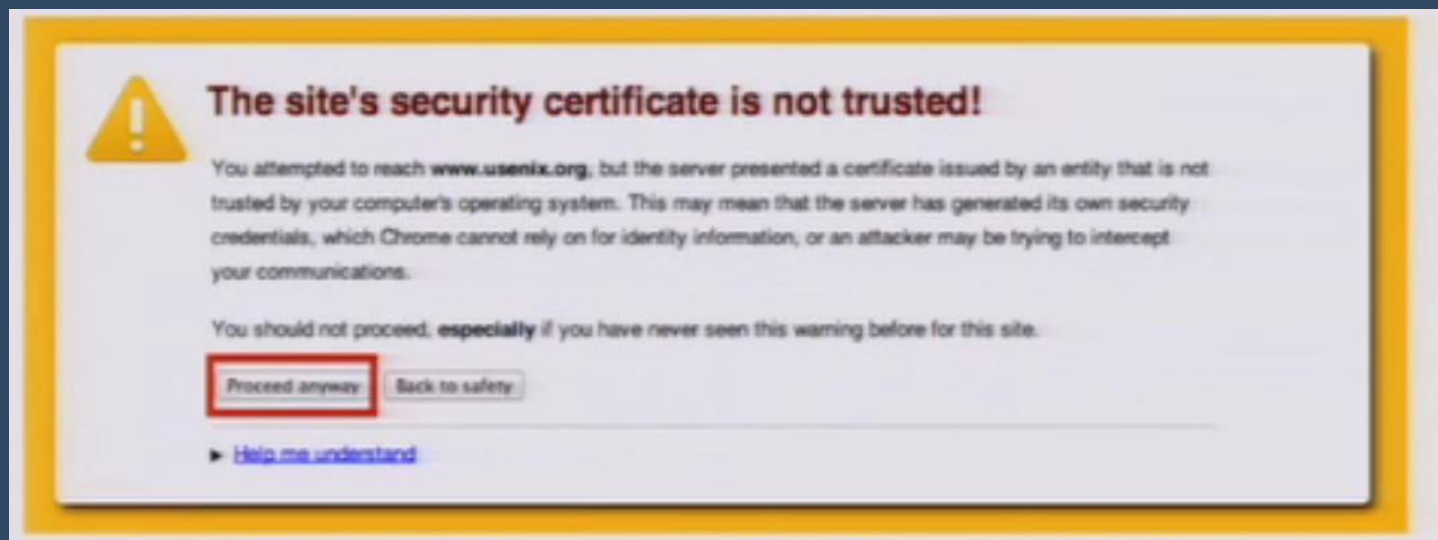 The site's security certificate is not trusted!
You attempted to reach www.usenix.org, but the server presented a certificate issued by an entity that is not
trusted by your computer's operating system. This may mean that the server has generated its own security
credentials, which Chrome cannot rely on for identity information, or an attacker may be trying to intercept
your communications.
You should not proceed, especially if you have never seen this warning before for this site.
Proceed anyway Back to safety
Help me understand